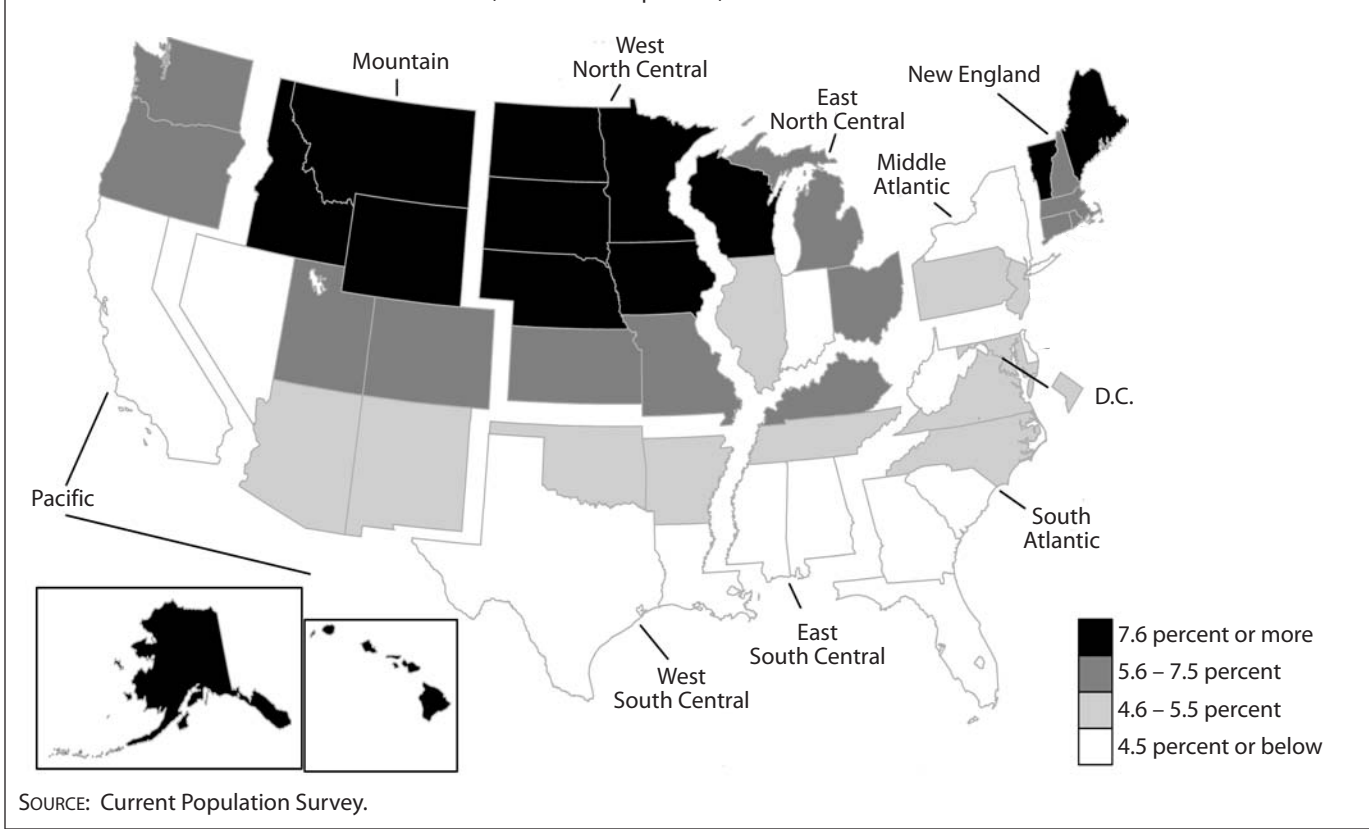 West
North Central
Mountain
New England
East
North Central
Middle
Atlantic
D.C.
Pacific
South
Atlantic
East
South Central
West
South Central
7.6 percent or more
5.6 – 7.5 percent
4.6 – 5.5 percent
4.5 percent or below
SOURCE: Current Population Survey.